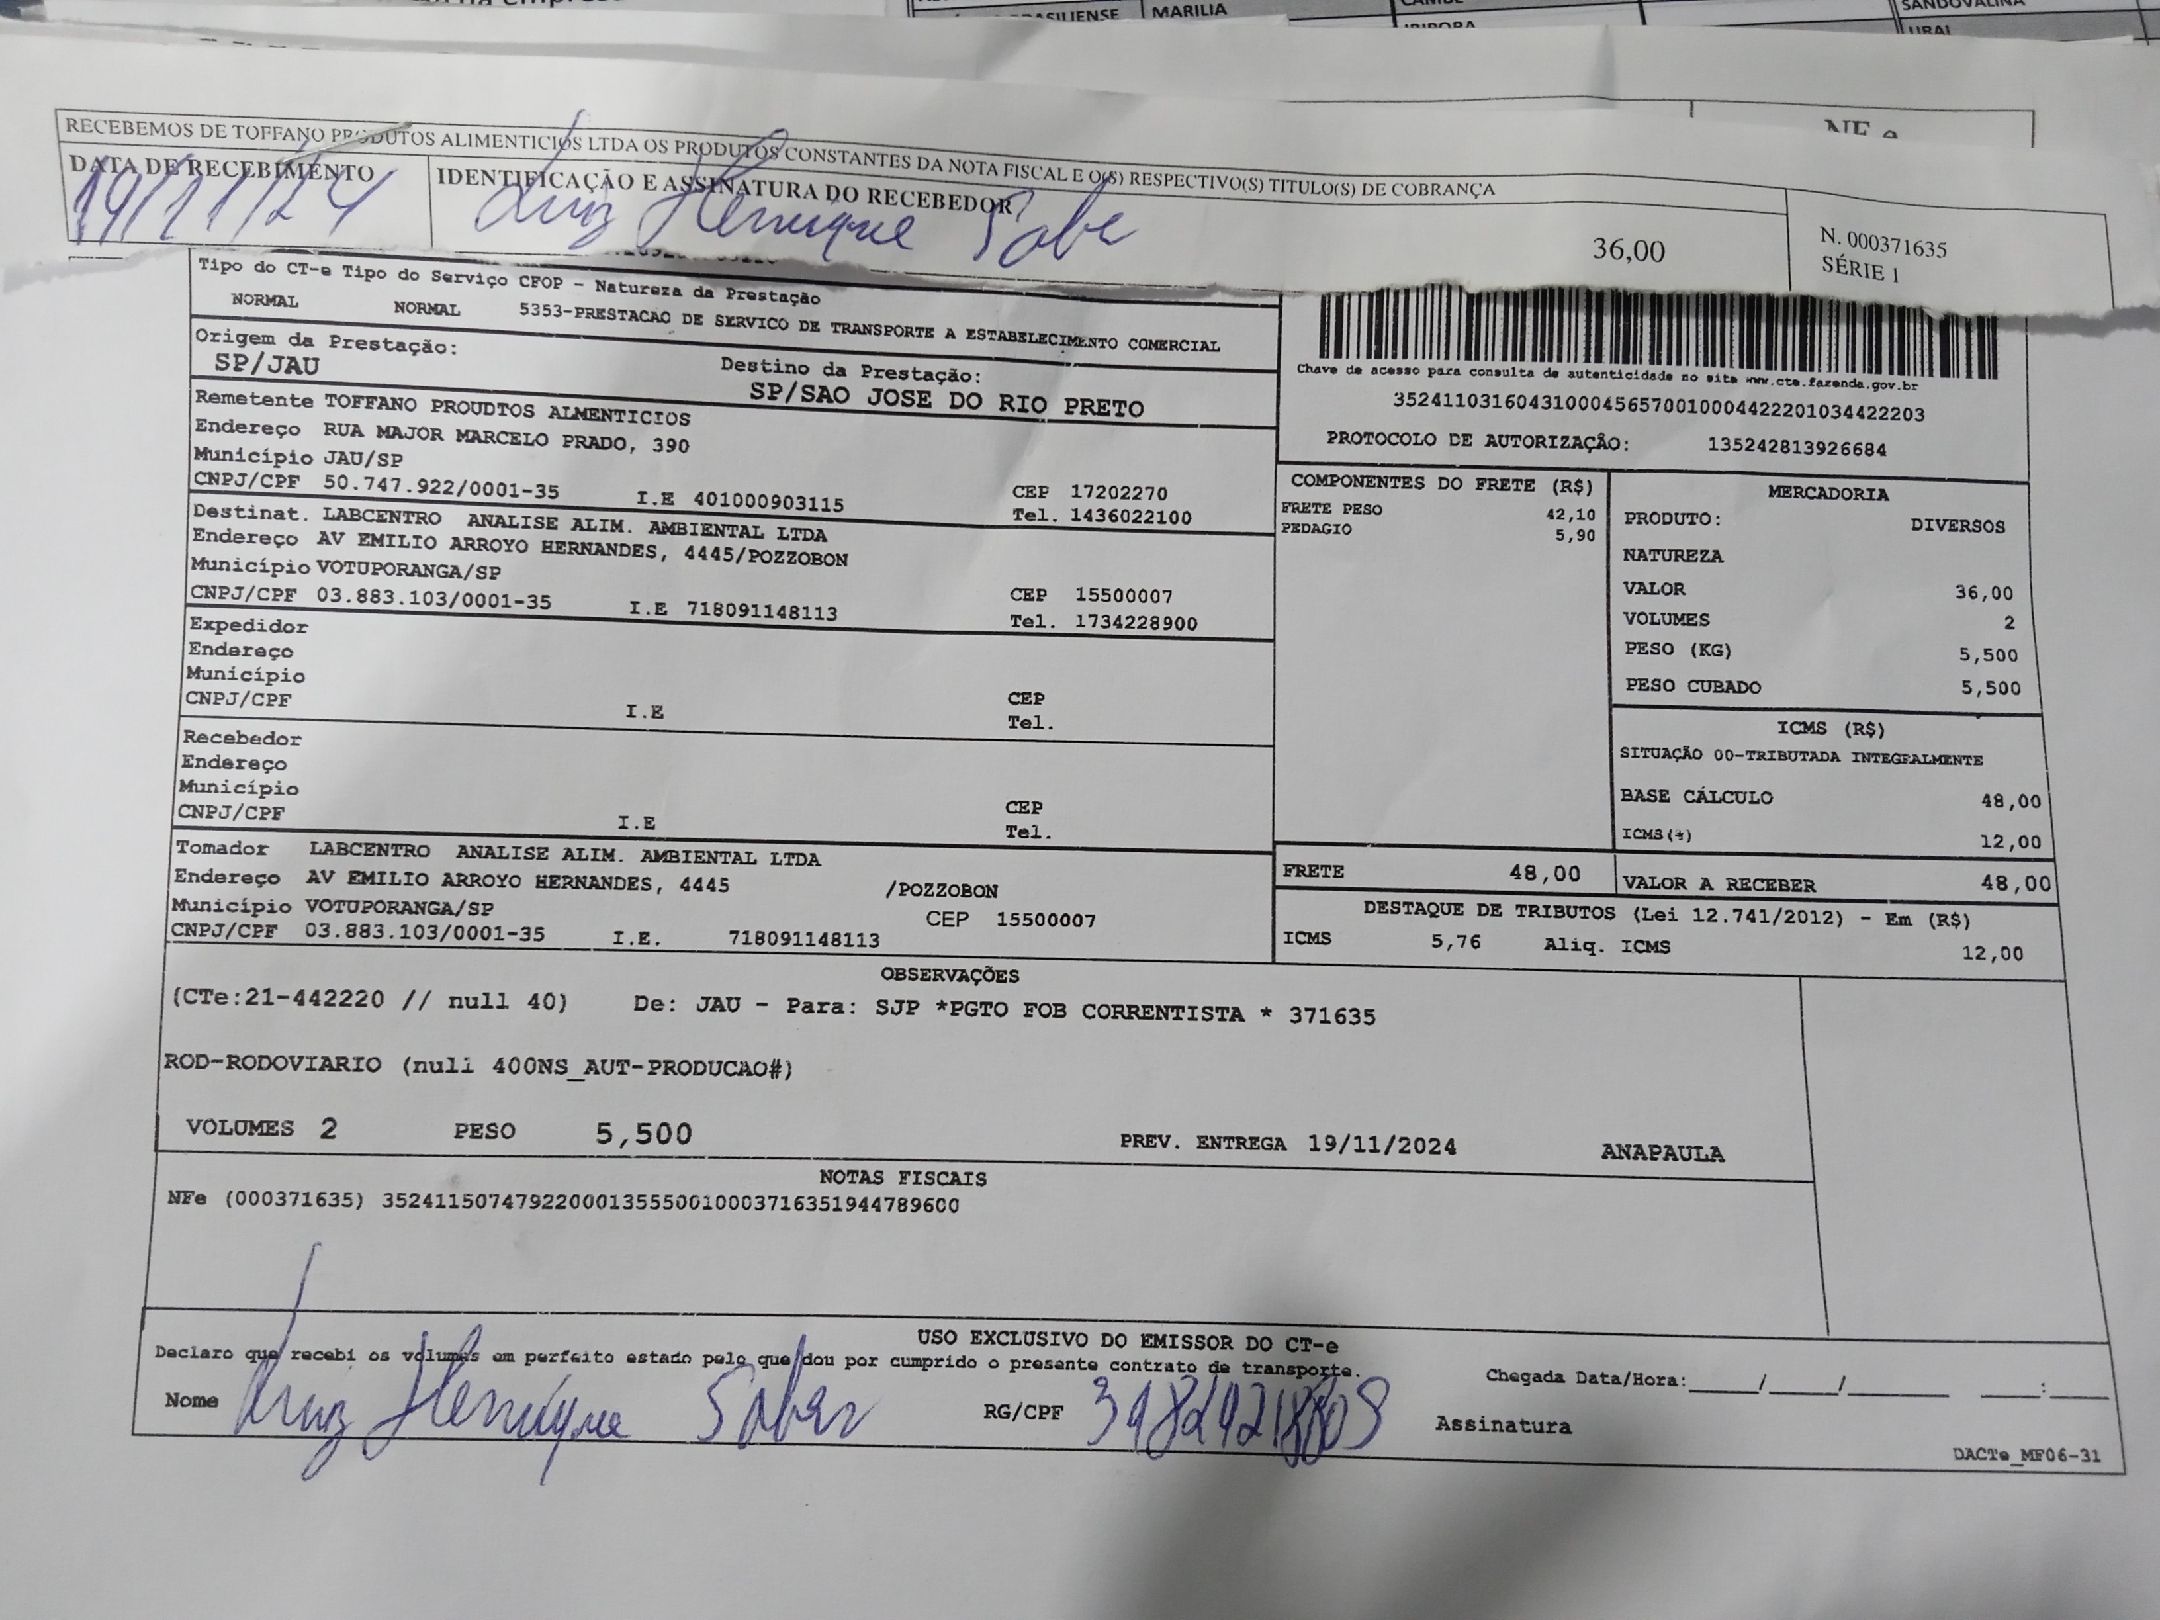 BRASILIENSE MARILIA
IBIPORA
SANDOVALINA
URAI
NF-e
RECEBEMOS DE TOFFANO PRODUTOS ALIMENTICIOS LTDA OS PRODUTOS CONSTANTES DA NOTA FISCAL E O(S) RESPECTIVO(S) TITULO(S) DE COBRANÇA
DATA DE RECEBIMENTO IDENTIFICAÇÃO E ASSINATURA DO RECEBEDOR
19/11/24 Luiz Henrique 36,00 N. 000371635
SÉRIE 1
Tipo do CT-e Tipo do Serviço CFOP - Natureza da Prestação
NORMAL NORMAL 5353-PRESTACAO DE SERVICO DE TRANSPORTE A ESTABELECIMENTO COMERCIAL
Origem da Prestação: Destino da Prestação:
SP/JAU SP/SAO JOSE DO RIO PRETO
Chave de acesso para consulta de autenticidade no site www.cte.fazenda.gov.br
35241103160431000456570010004422201034422203
PROTOCOLO DE AUTORIZAÇÃO: 135242813926684
Remetente TOFFANO PROUDTOS ALMENTICIOS
Endereço RUA MAJOR MARCELO PRADO, 390
Município JAU/SP CEP 17202270
CNPJ/CPF 50.747.922/0001-35 I.E 401000903115 Tel. 1436022100
Destinat. LABCENTRO ANALISE ALIM. AMBIENTAL LTDA
Endereço AV EMILIO ARROYO HERNANDES, 4445/POZZOBON
Município VOTUPORANGA/SP CEP 15500007
CNPJ/CPF 03.883.103/0001-35 I.E 718091148113 Tel. 1734228900
Expedidor
Endereço
Município CEP
CNPJ/CPF I.E Tel.
Recebedor
Endereço
Município CEP
CNPJ/CPF I.E Tel.
Tomador LABCENTRO ANALISE ALIM. AMBIENTAL LTDA
Endereço AV EMILIO ARROYO HERNANDES, 4445 /POZZOBON
Município VOTUPORANGA/SP CEP 15500007
CNPJ/CPF 03.883.103/0001-35 I.E. 718091148113
COMPONENTES DO FRETE (R$)
FRETE PESO 42,10
PEDAGIO 5,90
MERCADORIA
PRODUTO: DIVERSOS
NATUREZA
VALOR 36,00
VOLUMES 2
PESO (KG) 5,500
PESO CUBADO 5,500
ICMS (R$)
SITUAÇÃO 00-TRIBUTADA INTEGRALMENTE
BASE CÁLCULO 48,00
ICMS(%) 12,00
FRETE 48,00 VALOR A RECEBER 48,00
DESTAQUE DE TRIBUTOS (Lei 12.741/2012) - Em (R$)
ICMS 5,76 Aliq. ICMS 12,00
OBSERVAÇÕES
(CTe:21-442220 // null 40) De: JAU - Para: SJP *PGTO FOB CORRENTISTA * 371635
ROD-RODOVIARIO (null 400NS_AUT-PRODUCAO#)
VOLUMES 2 PESO 5,500 PREV. ENTREGA 19/11/2024 ANAPAULA
NOTAS FISCAIS
NFe (000371635) 35241150747922000135550010003716351944789600
USO EXCLUSIVO DO EMISSOR DO CT-e
Declaro que recebi os volumes em perfeito estado pelo que dou por cumprido o presente contrato de transporte.
Chegada Data/Hora:____/____/______ ___:____
Nome Luiz Henrique RG/CPF Assinatura
DACTe_MF06-31